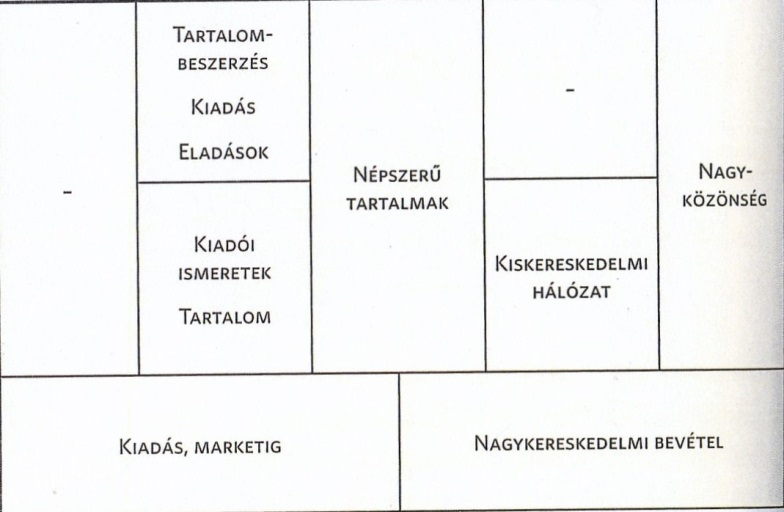 -
TARTALOM-
BESZERZÉS
KIADÁS
ELADÁSOK
KIADÓI
ISMERETEK
TARTALOM
NÉPSZERŰ
TARTALMAK
-
KISKERESKEDELMI
HÁLÓZAT
NAGY-
KÖZÖNSÉG
KIADÁS, MARKETIG
NAGYKERESKEDELMI BEVÉTEL